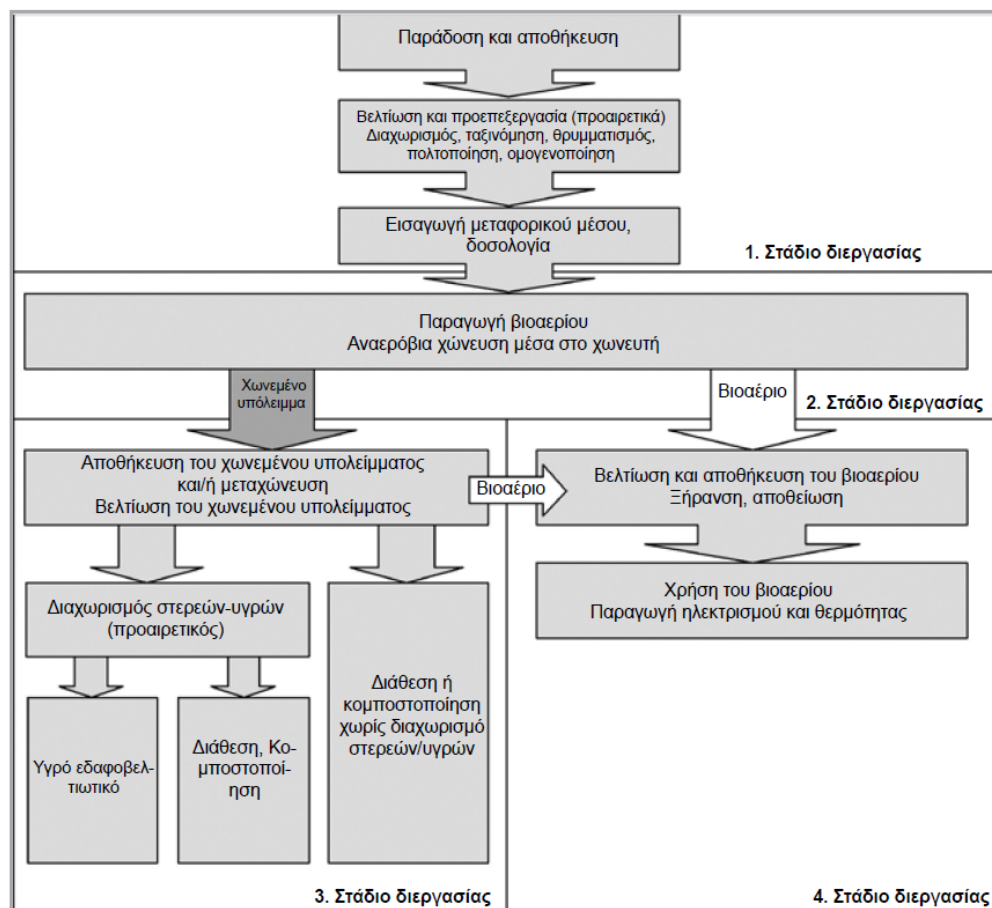 Παράδοση και αποθήκευση
Βελτίωση και προεπεξεργασία (προαιρετικά)
Διαχωρισμός, ταξινόμηση, θρυμματισμός,
πολτοποίηση, ομογενοποίηση
Εισαγωγή μεταφορικού μέσου,
δοσολογία
1. Στάδιο διεργασίας
Παραγωγή βιοαερίου
Αναερόβια χώνευση μέσα στο χωνευτή
Χωνεμένο
υπόλειμμα
Βιοαέριο
2. Στάδιο διεργασίας
Αποθήκευση του χωνεμένου υπολείμματος
και/ή μεταχώνευση
Βελτίωση του χωνεμένου υπολείμματος
Βιοαέριο
Βελτίωση και αποθήκευση του βιοαερίου
Ξήρανση, αποθείωση
Διαχωρισμός στερεών-υγρών
(προαιρετικός)
Χρήση του βιοαερίου
Παραγωγή ηλεκτρισμού και θερμότητας
Υγρό εδαφοβελ-
τιωτικό
Διάθεση, Κο-
μποστοποί-
ηση
Διάθεση ή
κομποστοποίηση
χωρίς διαχωρισμό
στερεών/υγρών
3. Στάδιο διεργασίας
4. Στάδιο διεργασίας